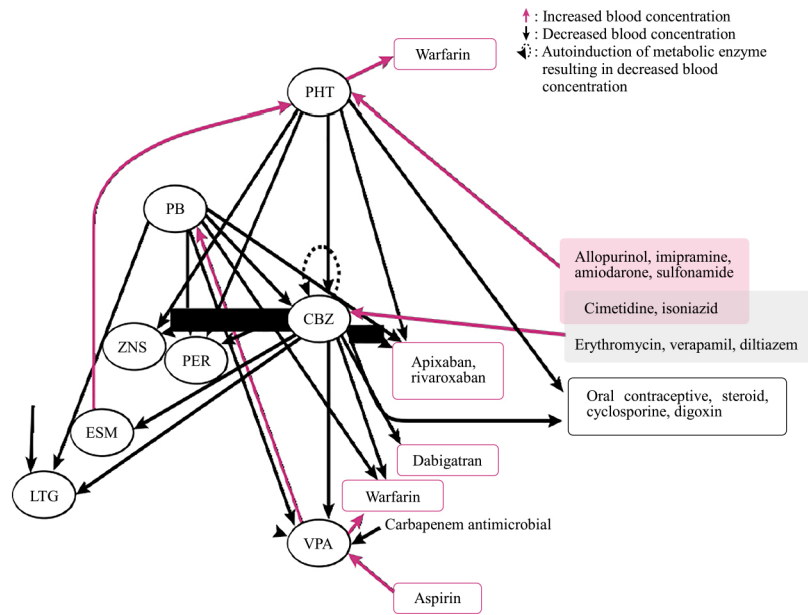 : Increased blood concentration
: Decreased blood concentration
: Autoinduction of metabolic enzyme
resulting in decreased blood
concentration
Warfarin
PHT
PB
Allopurinol, imipramine,
amiodarone, sulfonamide
Cimetidine, isoniazid
Erythromycin, verapamil, diltiazem
CBZ
ZNS
PER
Apixaban,
rivaroxaban
Oral contraceptive, steroid,
cyclosporine, digoxin
ESM
Dabigatran
LTG
Warfarin
Carbapenem antimicrobial
VPA
Aspirin